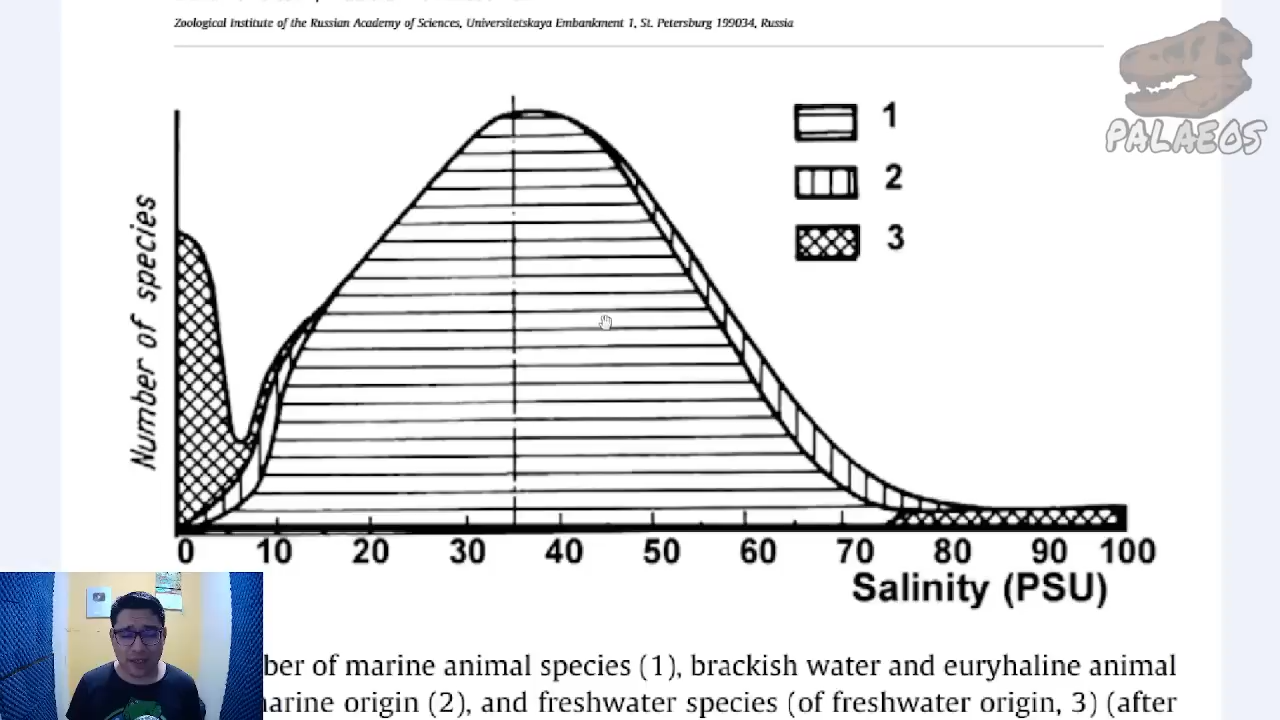 Zoological Institute of the Russian Academy of Sciences, Universitetskaya Embankment 1, St. Petersburg 199034, Russia
PALAEOS
1
2
3
Number of species
0 10 20 30 40 50 60 70 80 90 100
Salinity (PSU)
ber of marine animal species (1), brackish water and euryhaline animal
arine origin (2), and freshwater species (of freshwater origin, 3) (after